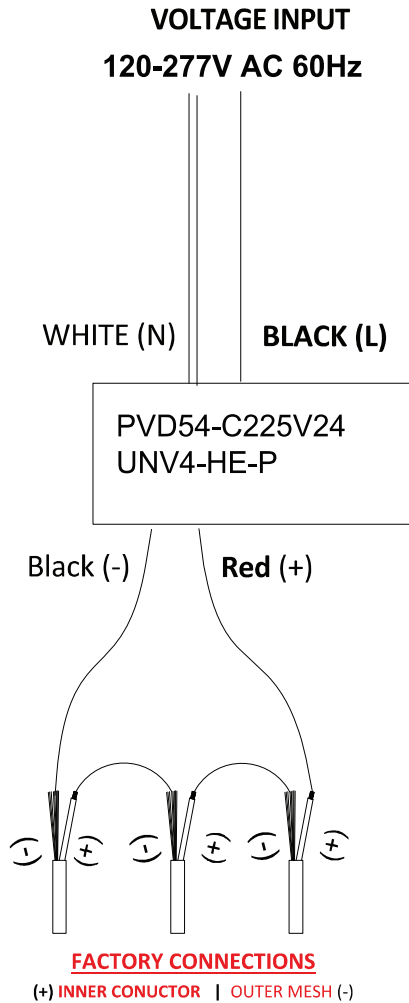 VOLTAGE INPUT
120-277V AC 60Hz
WHITE (N)
BLACK (L)
PVD54-C225V24
UNV4-HE-P
Black (-)
Red (+)
(-) (+) (-) (+) (-) (+)
FACTORY CONNECTIONS
(+) INNER CONUCTOR | OUTER MESH (-)